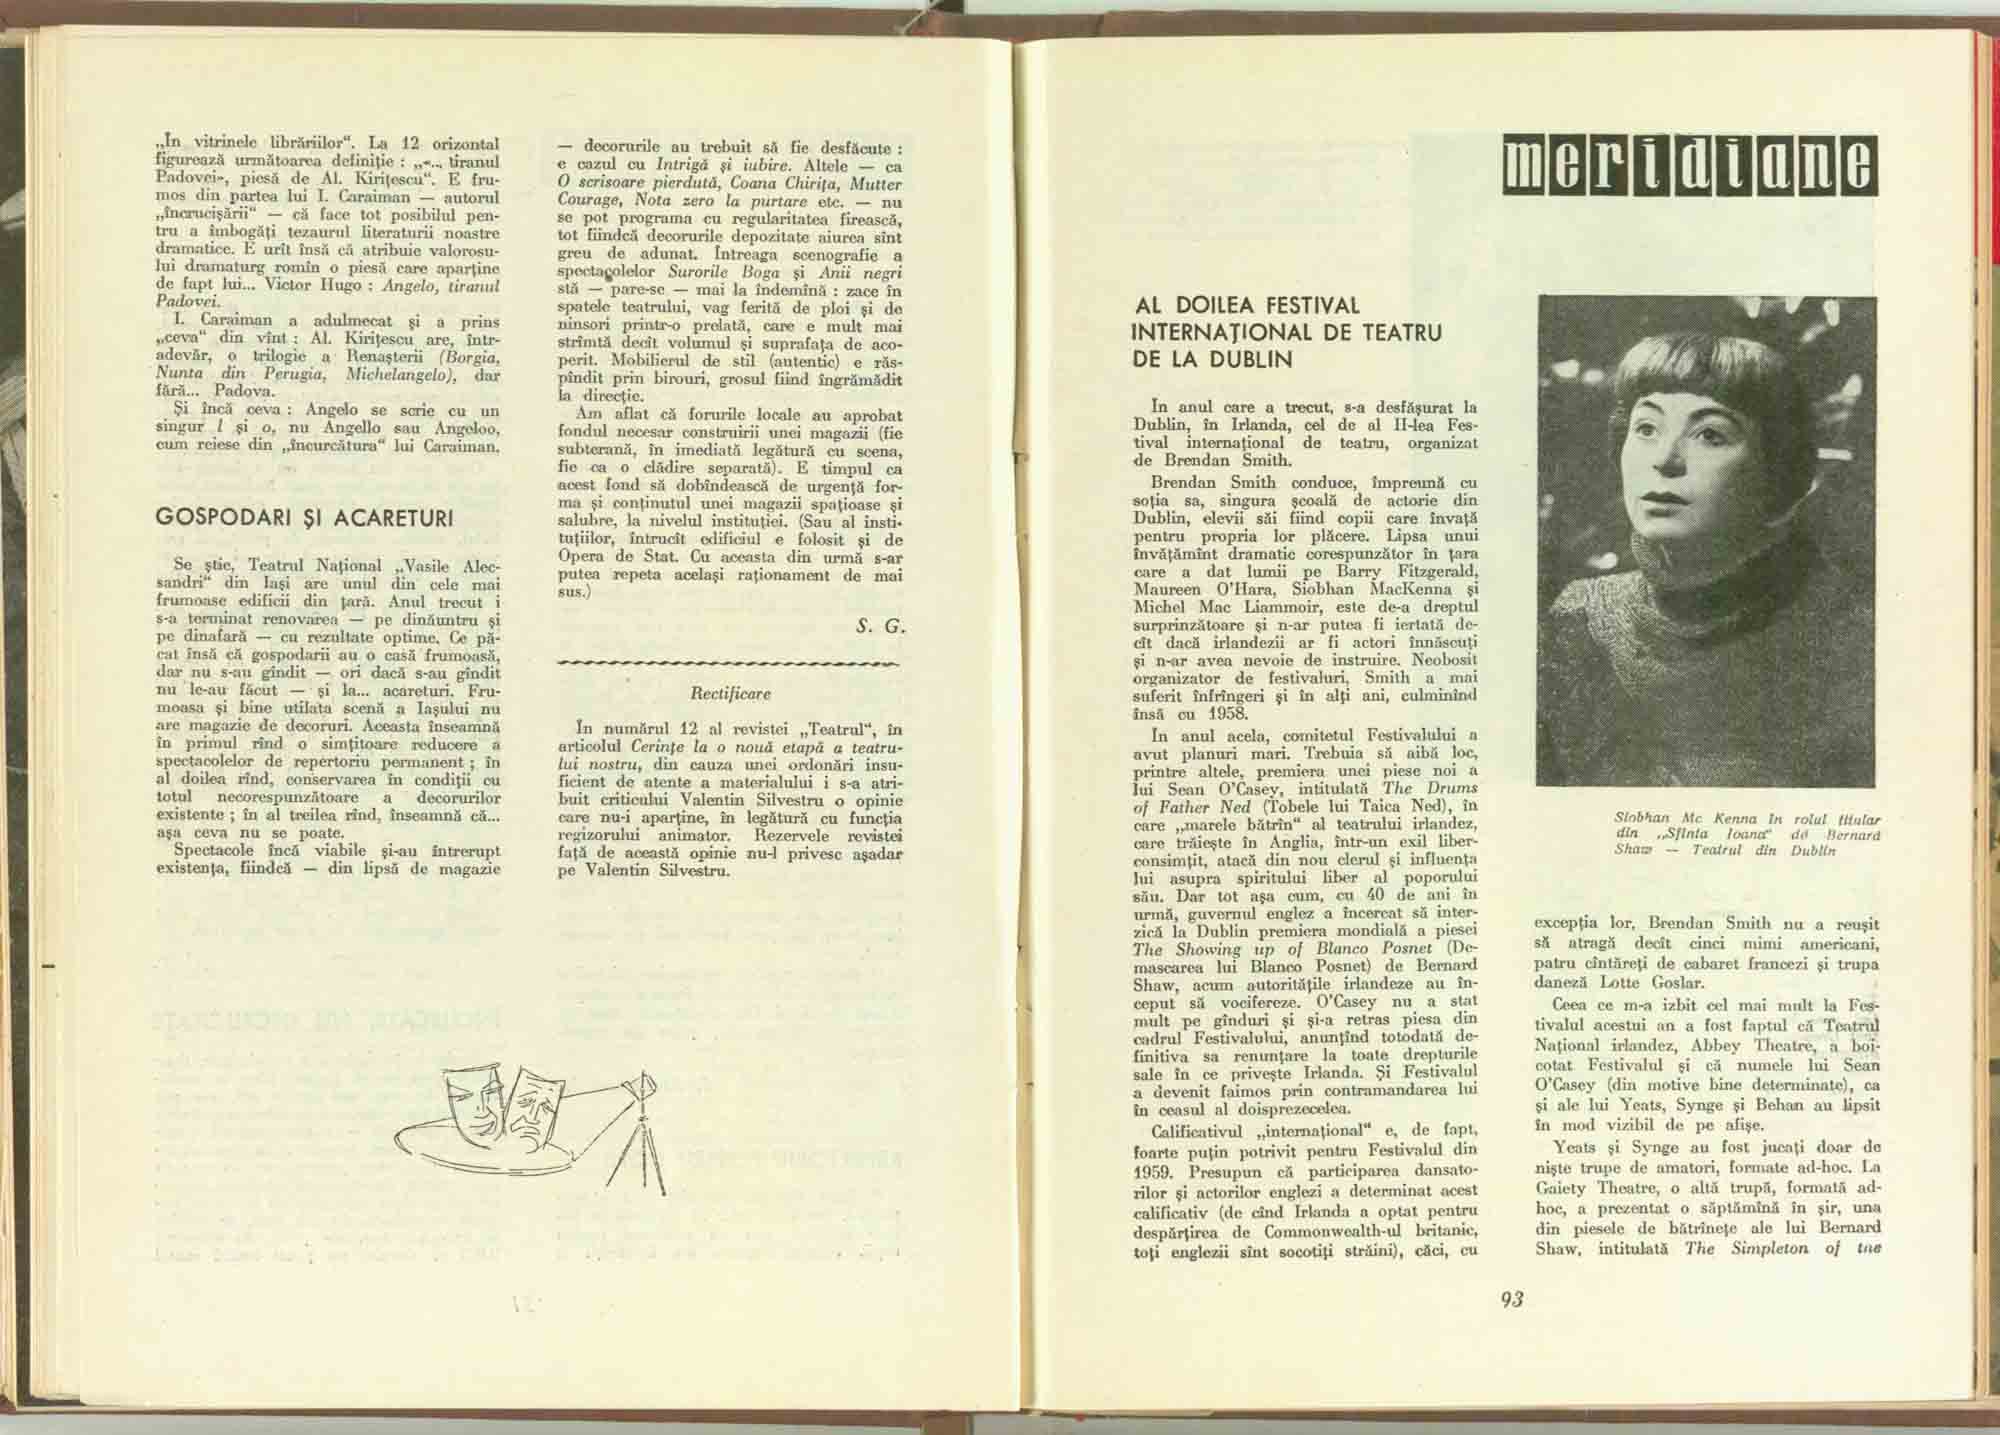 „În vitrinele librăriilor“. La 12 orizontal
figurează următoarea definiţie : „«... tiranul
Padovei», piesă de Al. Kiriţescu“. E fru-
mos din partea lui I. Caraiman — autorul
„încrucişării“ — că face tot posibilul pen-
tru a îmbogăţi tezaurul literaturii noastre
dramatice. E urît însă că atribuie valorosu-
lui dramaturg romîn o piesă care aparţine
de fapt lui... Victor Hugo : Angelo, tiranul
Padovei.
I. Caraiman a adulmecat şi a prins
„ceva“ din vînt : Al. Kiriţescu are, într-
adevăr, o trilogie a Renaşterii (Borgia,
Nunta din Perugia, Michelangelo), dar
fără... Padova.
Şi încă ceva : Angelo se scrie cu un
singur l şi o, nu Angello sau Angeloo,
cum reiese din „încurcătura“ lui Caraiman.
GOSPODARI ŞI ACARETURI
Se ştie, Teatrul Naţional „Vasile Alec-
sandri“ din Iaşi are unul din cele mai
frumoase edificii din ţară. Anul trecut i
s-a terminat renovarea — pe dinăuntru şi
pe dinafară — cu rezultate optime. Ce pă-
cat însă că gospodarii au o casă frumoasă,
dar nu s-au gîndit — ori dacă s-au gîndit
nu le-au făcut — şi la... acareturi. Fru-
moasa şi bine utilata scenă a Iaşului nu
are magazie de decoruri. Aceasta înseamnă
în primul rînd o simţitoare reducere a
spectacolelor de repertoriu permanent ; în
al doilea rînd, conservarea în condiţii cu
totul necorespunzătoare a decorurilor
existente ; în al treilea rînd, înseamnă că...
aşa ceva nu se poate.
Spectacole încă viabile şi-au întrerupt
existenţa, fiindcă — din lipsă de magazie
— decorurile au trebuit să fie desfăcute :
e cazul cu Intrigă şi iubire. Altele — ca
O scrisoare pierdută, Coana Chiriţa, Mutter
Courage, Nota zero la purtare etc. — nu
se pot programa cu regularitatea firească,
tot fiindcă decorurile depozitate aiurea sînt
greu de adunat. Întreaga scenografie a
spectacolelor Surorile Boga şi Anii negri
stă — pare-se — mai la îndemînă : zace în
spatele teatrului, vag ferită de ploi şi de
ninsori printr-o prelată, care e mult mai
strîmtă decît volumul şi suprafaţa de aco-
perit. Mobilierul de stil (autentic) e răs-
pîndit prin birouri, grosul fiind îngrămădit
la direcţie.
Am aflat că forurile locale au aprobat
fondul necesar construirii unei magazii (fie
subterană, în imediată legătură cu scena,
fie ca o clădire separată). E timpul ca
acest fond să dobîndească de urgenţă for-
ma şi conţinutul unei magazii spaţioase şi
salubre, la nivelul instituţiei. (Sau al insti-
tuţiilor, întrucît edificiul e folosit şi de
Opera de Stat. Cu aceasta din urmă s-ar
putea repeta acelaşi raţionament de mai
sus.)
S. G.
Rectificare
În numărul 12 al revistei „Teatrul“, în
articolul Cerinţe la o nouă etapă a teatru-
lui nostru, din cauza unei ordonări insu-
ficient de atente a materialului i s-a atri-
buit criticului Valentin Silvestru o opinie
care nu-i aparţine, în legătură cu funcţia
regizorului animator. Rezervele revistei
faţă de această opinie nu-l privesc aşadar
pe Valentin Silvestru.
meridiane
AL DOILEA FESTIVAL
INTERNAŢIONAL DE TEATRU
DE LA DUBLIN
In anul care a trecut, s-a desfăşurat la
Dublin, în Irlanda, cel de al II-lea Fes-
tival internaţional de teatru, organizat
de Brendan Smith.
Brendan Smith conduce, împreună cu
soţia sa, singura şcoală de actorie din
Dublin, elevii săi fiind copii care învaţă
pentru propria lor plăcere. Lipsa unui
învăţămînt dramatic corespunzător în ţara
care a dat lumii pe Barry Fitzgerald,
Maureen O'Hara, Siobhan MacKenna şi
Michel Mac Liammoir, este de-a dreptul
surprinzătoare şi n-ar putea fi iertată de-
cît dacă irlandezii ar fi actori înnăscuţi
şi n-ar avea nevoie de instruire. Neobosit
organizator de festivaluri, Smith a mai
suferit înfrîngeri şi în alţi ani, culminînd
însă cu 1958.
In anul acela, comitetul Festivalului a
avut planuri mari. Trebuia să aibă loc,
printre altele, premiera unei piese noi a
lui Sean O'Casey, intitulată The Drums
of Father Ned (Tobele lui Taica Ned), în
care „marele bătrîn“ al teatrului irlandez,
care trăieşte în Anglia, într-un exil liber-
consimţit, atacă din nou clerul şi influenţa
lui asupra spiritului liber al poporului
său. Dar tot aşa cum, cu 40 de ani în
urmă, guvernul englez a încercat să inter-
zică la Dublin premiera mondială a piesei
The Showing up of Blanco Posnet (De-
mascarea lui Blanco Posnet) de Bernard
Shaw, acum autorităţile irlandeze au în-
ceput să vocifereze. O'Casey nu a stat
mult pe gînduri şi şi-a retras piesa din
cadrul Festivalului, anunţînd totodată de-
finitiva sa renunţare la toate drepturile
sale în ce priveşte Irlanda. Şi Festivalul
a devenit faimos prin contramandarea lui
în ceasul al doisprezecelea.
Calificativul „internaţional“ e, de fapt,
foarte puţin potrivit pentru Festivalul din
1959. Presupun că participarea dansato-
rilor şi actorilor englezi a determinat acest
calificativ (de cînd Irlanda a optat pentru
despărţirea de Commonwealth-ul britanic,
toţi englezii sînt socotiţi străini), căci, cu
Siobhan Mc Kenna în rolul titular
din „Sfînta Ioana“ de Bernard
Shaw — Teatrul din Dublin
excepţia lor, Brendan Smith nu a reuşit
să atragă decît cinci mimi americani,
patru cîntăreţi de cabaret francezi şi trupa
daneză Lotte Goslar.
Ceea ce m-a izbit cel mai mult la Fes-
tivalul acestui an a fost faptul că Teatrul
Naţional irlandez, Abbey Theatre, a boi-
cotat Festivalul şi că numele lui Sean
O'Casey (din motive bine determinate), ca
şi ale lui Yeats, Synge şi Behan au lipsit
în mod vizibil de pe afişe.
Yeats şi Synge au fost jucaţi doar de
nişte trupe de amatori, formate ad-hoc. La
Gaiety Theatre, o altă trupă, formată ad-
hoc, a prezentat o săptămînă în şir, una
din piesele de bătrîneţe ale lui Bernard
Shaw, intitulată The Simpleton of the
93